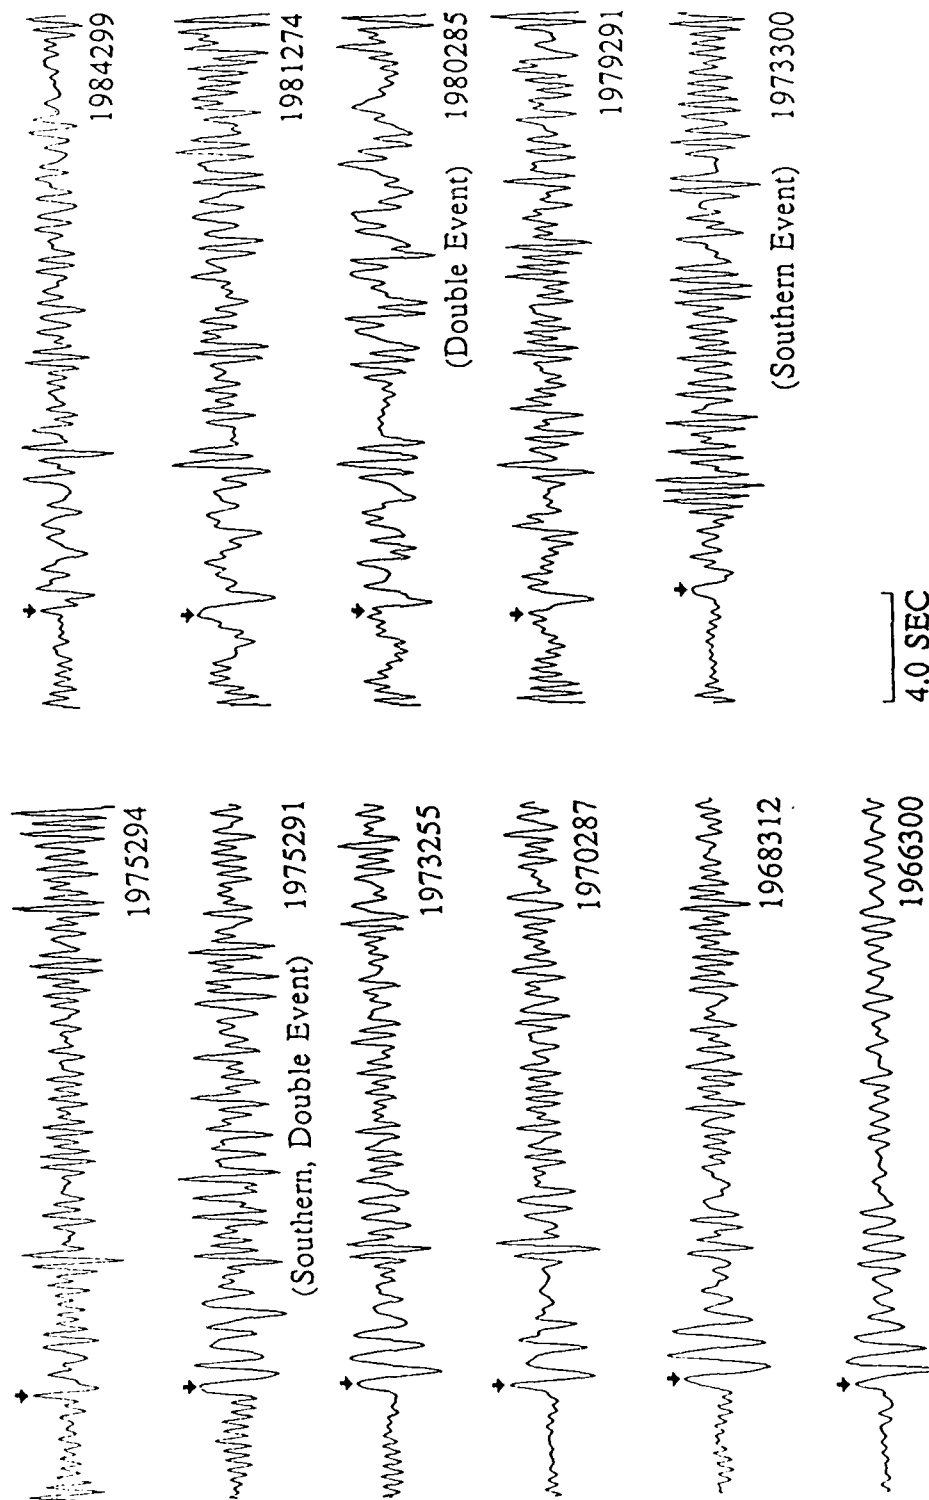 1975294
1975291
(Southern, Double Event)
1973255
1970287
1968312
1966300
1984299
1981274
1980285
(Double Event)
1979291
1973300
(Southern Event)
4.0 SEC